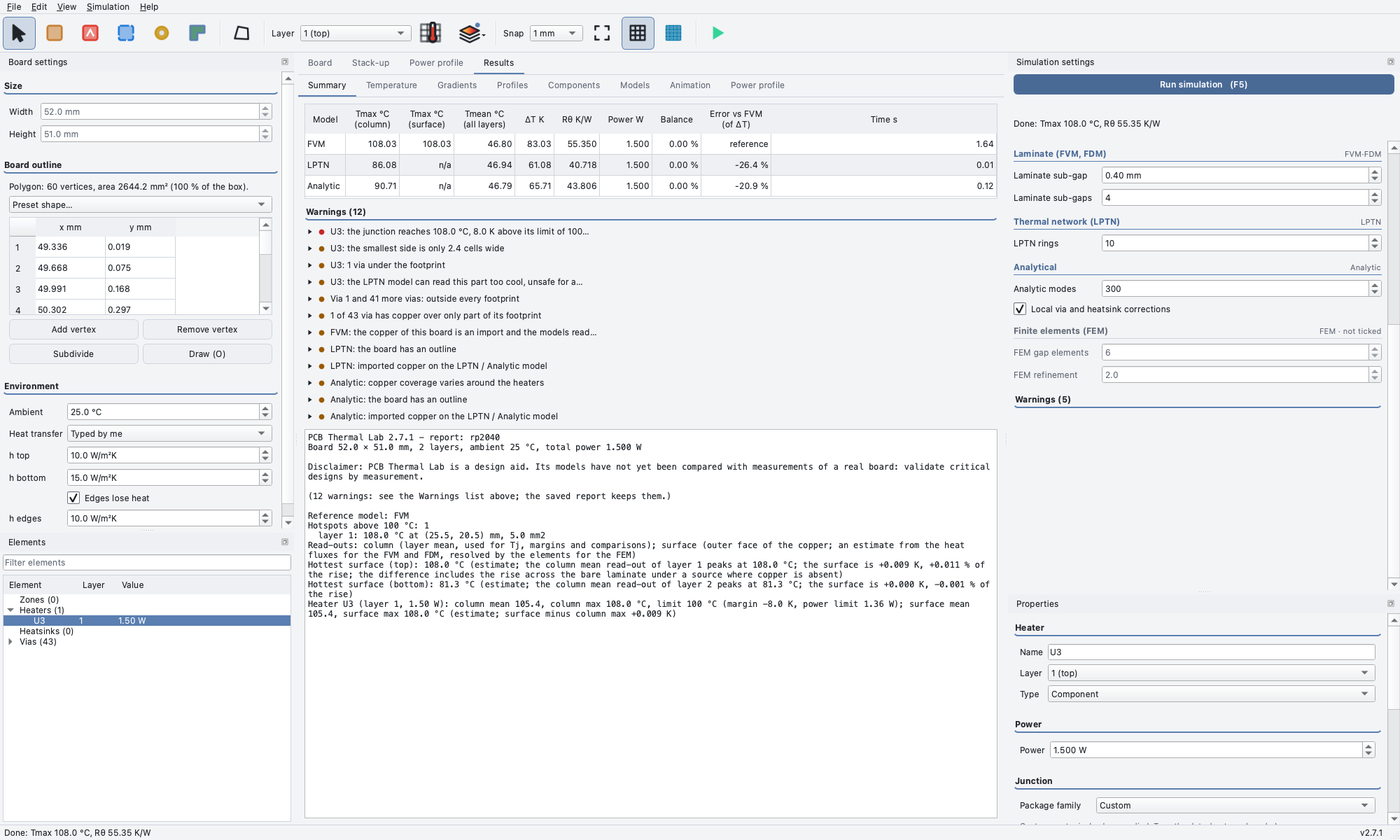 File Edit View Simulation Help
Layer 1 (top) Snap 1 mm
Board settings
Size
Width 52.0 mm
Height 51.0 mm
Board outline
Polygon: 60 vertices, area 2644.2 mm² (100 % of the box).
Preset shape...
x mm y mm
1 49.336 0.019
2 49.668 0.075
3 49.991 0.168
4 50.302 0.297
Add vertex Remove vertex
Subdivide Draw (O)
Environment
Ambient 25.0 °C
Heat transfer Typed by me
h top 10.0 W/m²K
h bottom 15.0 W/m²K
Edges lose heat
h edges 10.0 W/m²K
Elements
Filter elements
Element Layer Value
Zones (0)
Heaters (1)
U3 1 1.50 W
Heatsinks (0)
Vias (43)
Board Stack-up Power profile Results
Summary Temperature Gradients Profiles Components Models Animation Power profile
Model Tmax °C (column) Tmax °C (surface) Tmean °C (all layers) ΔT K Rθ K/W Power W Balance Error vs FVM (of ΔT) Time s
FVM 108.03 108.03 46.80 83.03 55.350 1.500 0.00 % reference 1.64
LPTN 86.08 n/a 46.94 61.08 40.718 1.500 0.00 % -26.4 % 0.01
Analytic 90.71 n/a 46.79 65.71 43.806 1.500 0.00 % -20.9 % 0.12
Warnings (12)
U3: the junction reaches 108.0 °C, 8.0 K above its limit of 100...
U3: the smallest side is only 2.4 cells wide
U3: 1 via under the footprint
U3: the LPTN model can read this part too cool, unsafe for a...
Via 1 and 41 more vias: outside every footprint
1 of 43 via has copper over only part of its footprint
FVM: the copper of this board is an import and the models read...
LPTN: the board has an outline
LPTN: imported copper on the LPTN / Analytic model
Analytic: copper coverage varies around the heaters
Analytic: the board has an outline
Analytic: imported copper on the LPTN / Analytic model
PCB Thermal Lab 2.7.1 — report: rp2040
Board 52.0 × 51.0 mm, 2 layers, ambient 25 °C, total power 1.500 W
Disclaimer: PCB Thermal Lab is a design aid. Its models have not yet been compared with measurements of a real board: validate critical
designs by measurement.
(12 warnings: see the Warnings list above; the saved report keeps them.)
Reference model: FVM
Hotspots above 100 °C: 1
layer 1: 108.0 °C at (25.5, 20.5) mm, 5.0 mm2
Read-outs: column (layer mean, used for Tj, margins and comparisons); surface (outer face of the copper; an estimate from the heat
fluxes for the FVM and FDM, resolved by the elements for the FEM)
Hottest surface (top): 108.0 °C (estimate; the column mean read-out of layer 1 peaks at 108.0 °C; the surface is +0.009 K, +0.011 % of
the rise; the difference includes the rise across the bare laminate under a source where copper is absent)
Hottest surface (bottom): 81.3 °C (estimate; the column mean read-out of layer 2 peaks at 81.3 °C; the surface is +0.000 K, −0.001 % of
the rise)
Heater U3 (layer 1, 1.50 W): column mean 105.4, column max 108.0 °C, limit 100 °C (margin −8.0 K, power limit 1.36 W); surface mean
105.4, surface max 108.0 °C (estimate; surface minus column max +0.009 K)
Simulation settings
Run simulation (F5)
Done: Tmax 108.0 °C, Rθ 55.35 K/W
Laminate (FVM, FDM) FVM·FDM
Laminate sub-gap 0.40 mm
Laminate sub-gaps 4
Thermal network (LPTN) LPTN
LPTN rings 10
Analytical Analytic
Analytic modes 300
Local via and heatsink corrections
Finite elements (FEM) FEM · not ticked
FEM gap elements 6
FEM refinement 2.0
Warnings (5)
Properties
Heater
Name U3
Layer 1 (top)
Type Component
Power
Power 1.500 W
Junction
Package family Custom
Done: Tmax 108.0 °C, Rθ 55.35 K/W v2.7.1